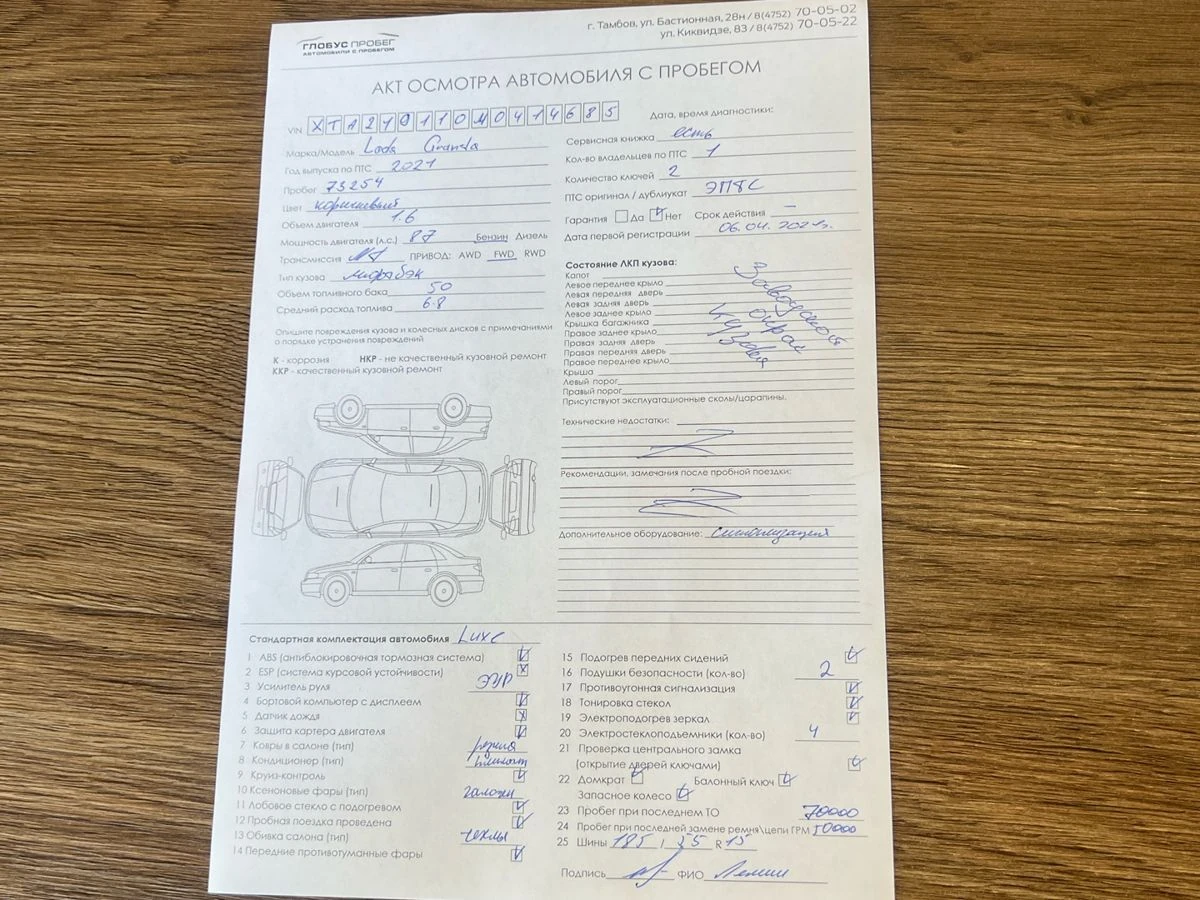 ГЛОБУС ПРОБЕГ
АВТОМОБИЛИ С ПРОБЕГОМ
г. Тамбов, ул. Бастионная, 28н / 8(4752) 70-05-02
ул. Киквидзе, 83 / 8(4752) 70-05-22
АКТ ОСМОТРА АВТОМОБИЛЯ С ПРОБЕГОМ
VIN
Марка/Модель Lada Granta
Год выпуска по ПТС 2021
Пробег 73254
Цвет коричневый
Объем двигателя 1.6
Мощность двигателя (л.с.) 87 Бензин Дизель
Трансмиссия ПРИВОД: AWD FWD RWD
Тип кузова лифтбэк
Объем топливного бака 50
Средний расход топлива 6-8
Опишите повреждения кузова и колесных дисков с примечаниями
о порядке устранения повреждений
К - коррозия НКР - не качественный кузовной ремонт
ККР - качественный кузовной ремонт
Дата, время диагностики:
Сервисная книжка есть
Кол-во владельцев по ПТС 1
Количество ключей 2
ПТС оригинал / дублиукат ЭПТС
Гарантия Да Нет Срок действия –
Дата первой регистрации 06.04.2021г.
Состояние ЛКП кузова:
Капот
Левое переднее крыло
Левая передняя дверь
Левая задняя дверь
Левое заднее крыло
Крышка багажника
Правое заднее крыло
Правая задняя дверь
Правая передняя дверь
Правое переднее крыло
Крыша
Левый порог
Правый порог
Заводской
окрас
кузова
Присутствуют эксплуатационные сколы/царапины.
Технические недостатки:
Рекомендации, замечания после пробной поездки:
Дополнительное оборудование: сигнализация
Стандартная комплектация автомобиля Luxe
1 ABS (антиблокировочная тормозная система)
2 ESP (система курсовой устойчивости)
3 Усилитель руля ЭУР
4 Бортовой компьютер с дисплеем
5 Датчик дождя
6 Защита картера двигателя
7 Ковры в салоне (тип) резина
8 Кондиционер (тип) климат
9 Круиз-контроль
10 Ксеноновые фары (тип) галоген
11 Лобовое стекло с подогревом
12 Пробная поездка проведена
13 Обивка салона (тип) чехлы
14 Передние противотуманные фары
15 Подогрев передних сидений
16 Подушки безопасности (кол-во) 2
17 Противоугонная сигнализация
18 Тонировка стекол
19 Электроподогрев зеркал
20 Электростеклоподъемники (кол-во) 4
21 Проверка центрального замка
(открытие дверей ключами)
22 Домкрат Балонный ключ
Запасное колесо
23 Пробег при последнем ТО 70000
24 Пробег при последней замене ремня\цепи ГРМ
25 Шины 185 / 55 R 15
Подпись ФИО